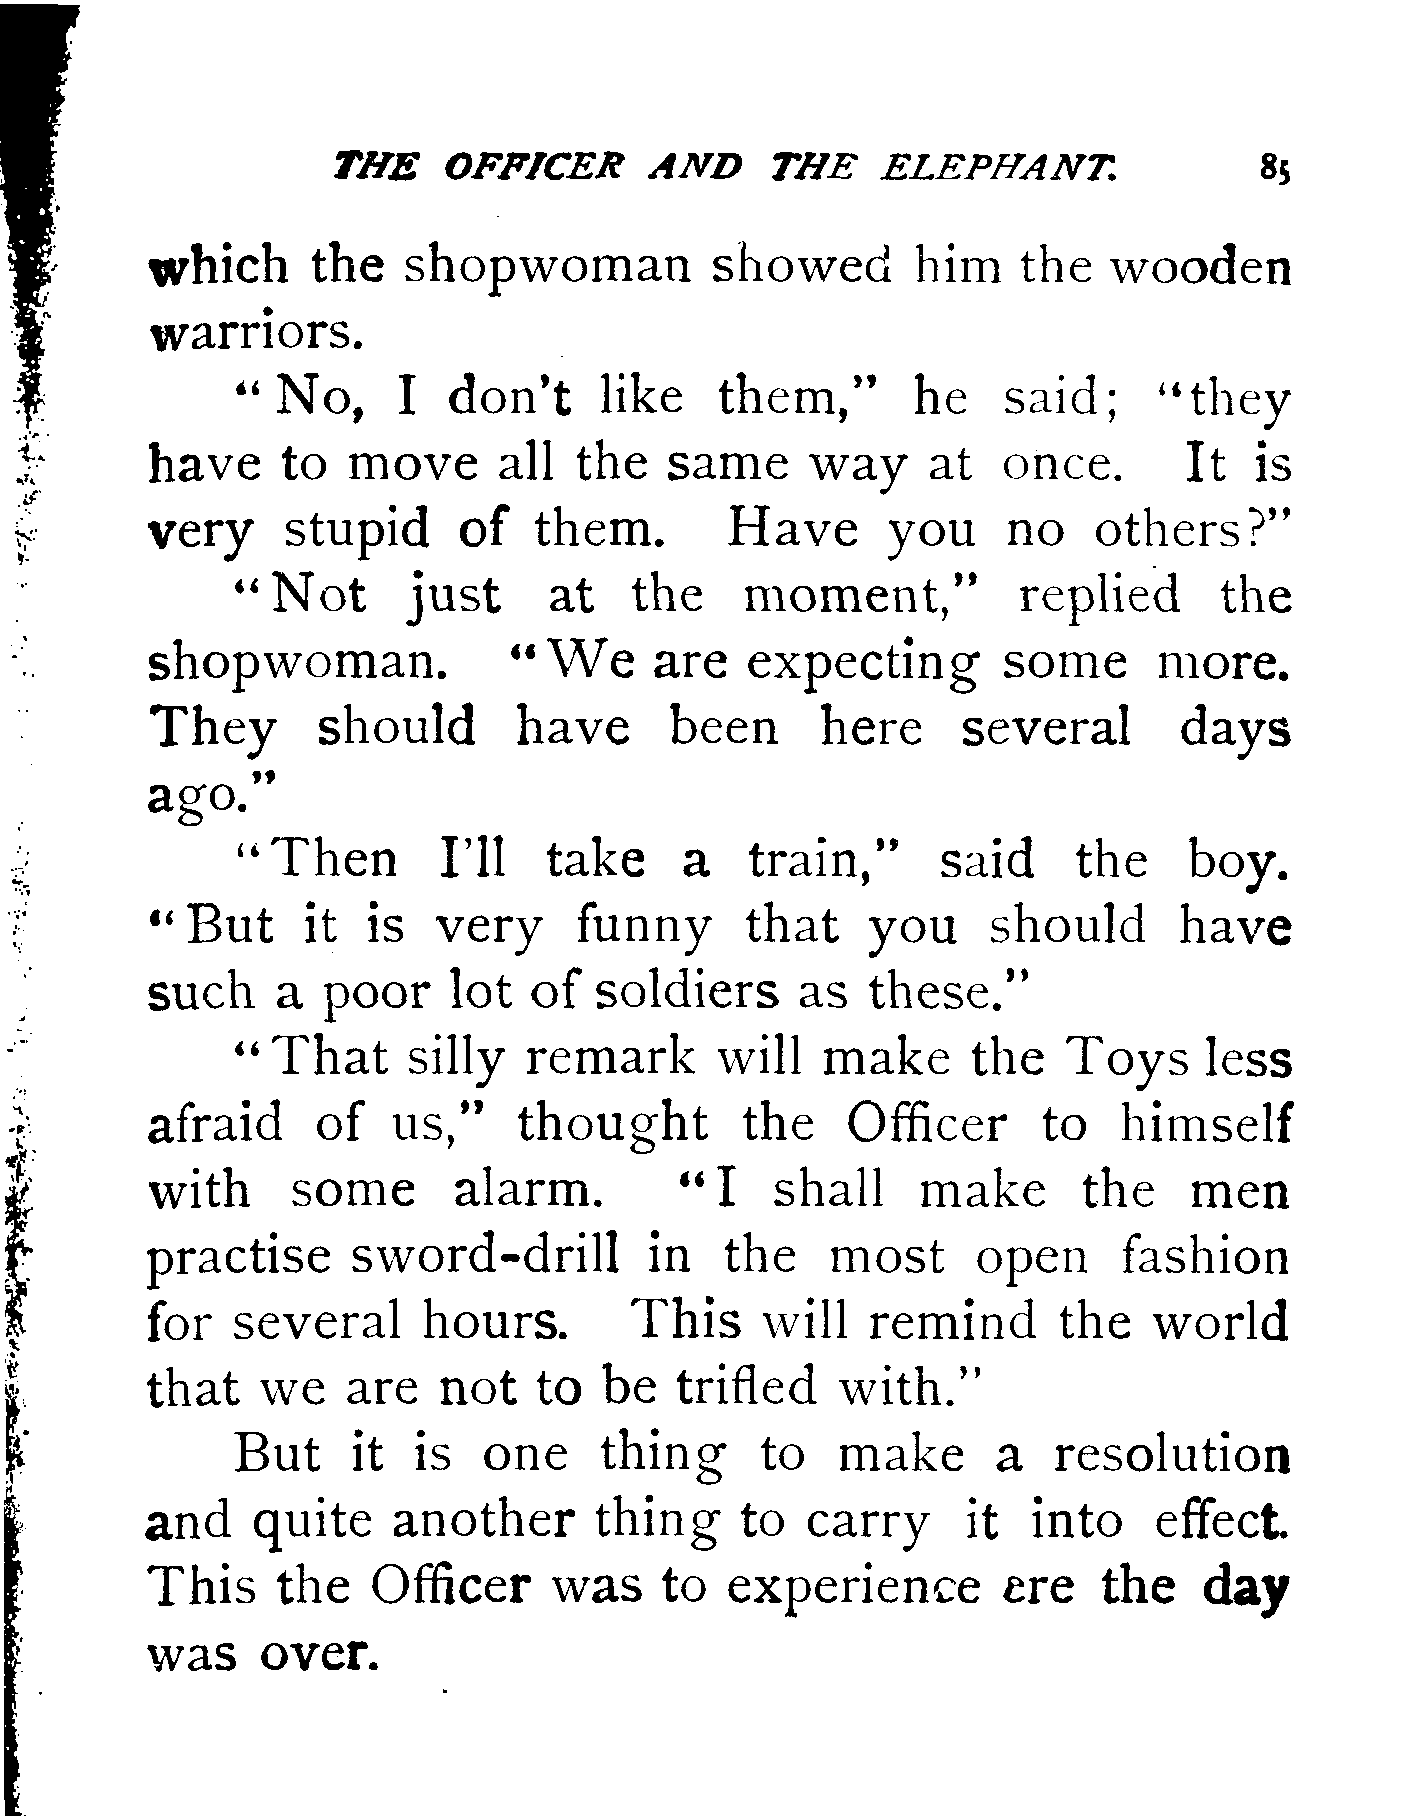 THE OFFICER AND THE ELEPHANT. 85
which the shopwoman showed him the wooden
warriors.
"No, I don't like them," he said; "they
have to move all the same way at once. It is
very stupid of them. Have you no others?"
"Not just at the moment," replied the
shopwoman. "We are expecting some more.
They should have been here several days
ago."
"Then I'll take a train," said the boy.
"But it is very funny that you should have
such a poor lot of soldiers as these."
"That silly remark will make the Toys less
afraid of us," thought the Officer to himself
with some alarm. "I shall make the men
practise sword-drill in the most open fashion
for several hours. This will remind the world
that we are not to be trifled with."
But it is one thing to make a resolution
and quite another thing to carry it into effect.
This the Officer was to experience ere the day
was over.